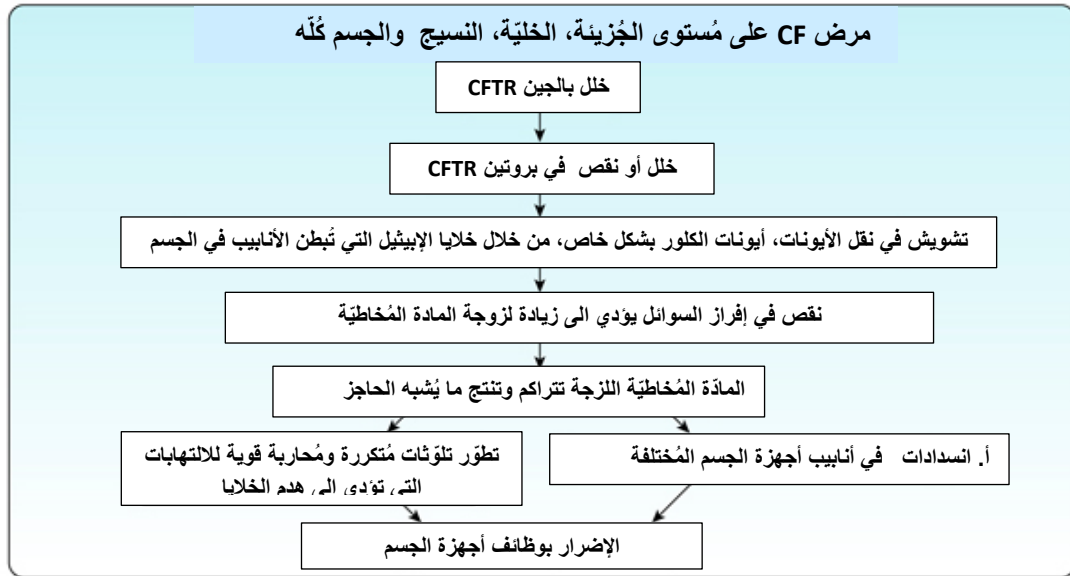 مرض CF على مُستوى الجُزيئة، الخليّة، النسيج والجسم كُلّه
خلل بالجين CFTR
خلل أو نقص في بروتين CFTR
تشويش في نقل الأيونات، أيونات الكلور بشكل خاص، من خلال خلايا الإبيثيل التي تُبطن الأنابيب في الجسم
نقص في إفراز السوائل يؤدي الى زيادة لزوجة المادة المُخاطيّة
المادّة المُخاطيّة اللزجة تتراكم وتنتج ما يُشبه الحاجز
أ. انسدادات في أنابيب أجهزة الجسم المُختلفة
تطوّر تلوّثات مُتكررة ومُحاربة قوية للالتهابات
التي تؤدي الى هدم الخلايا
الإضرار بوظائف أجهزة الجسم